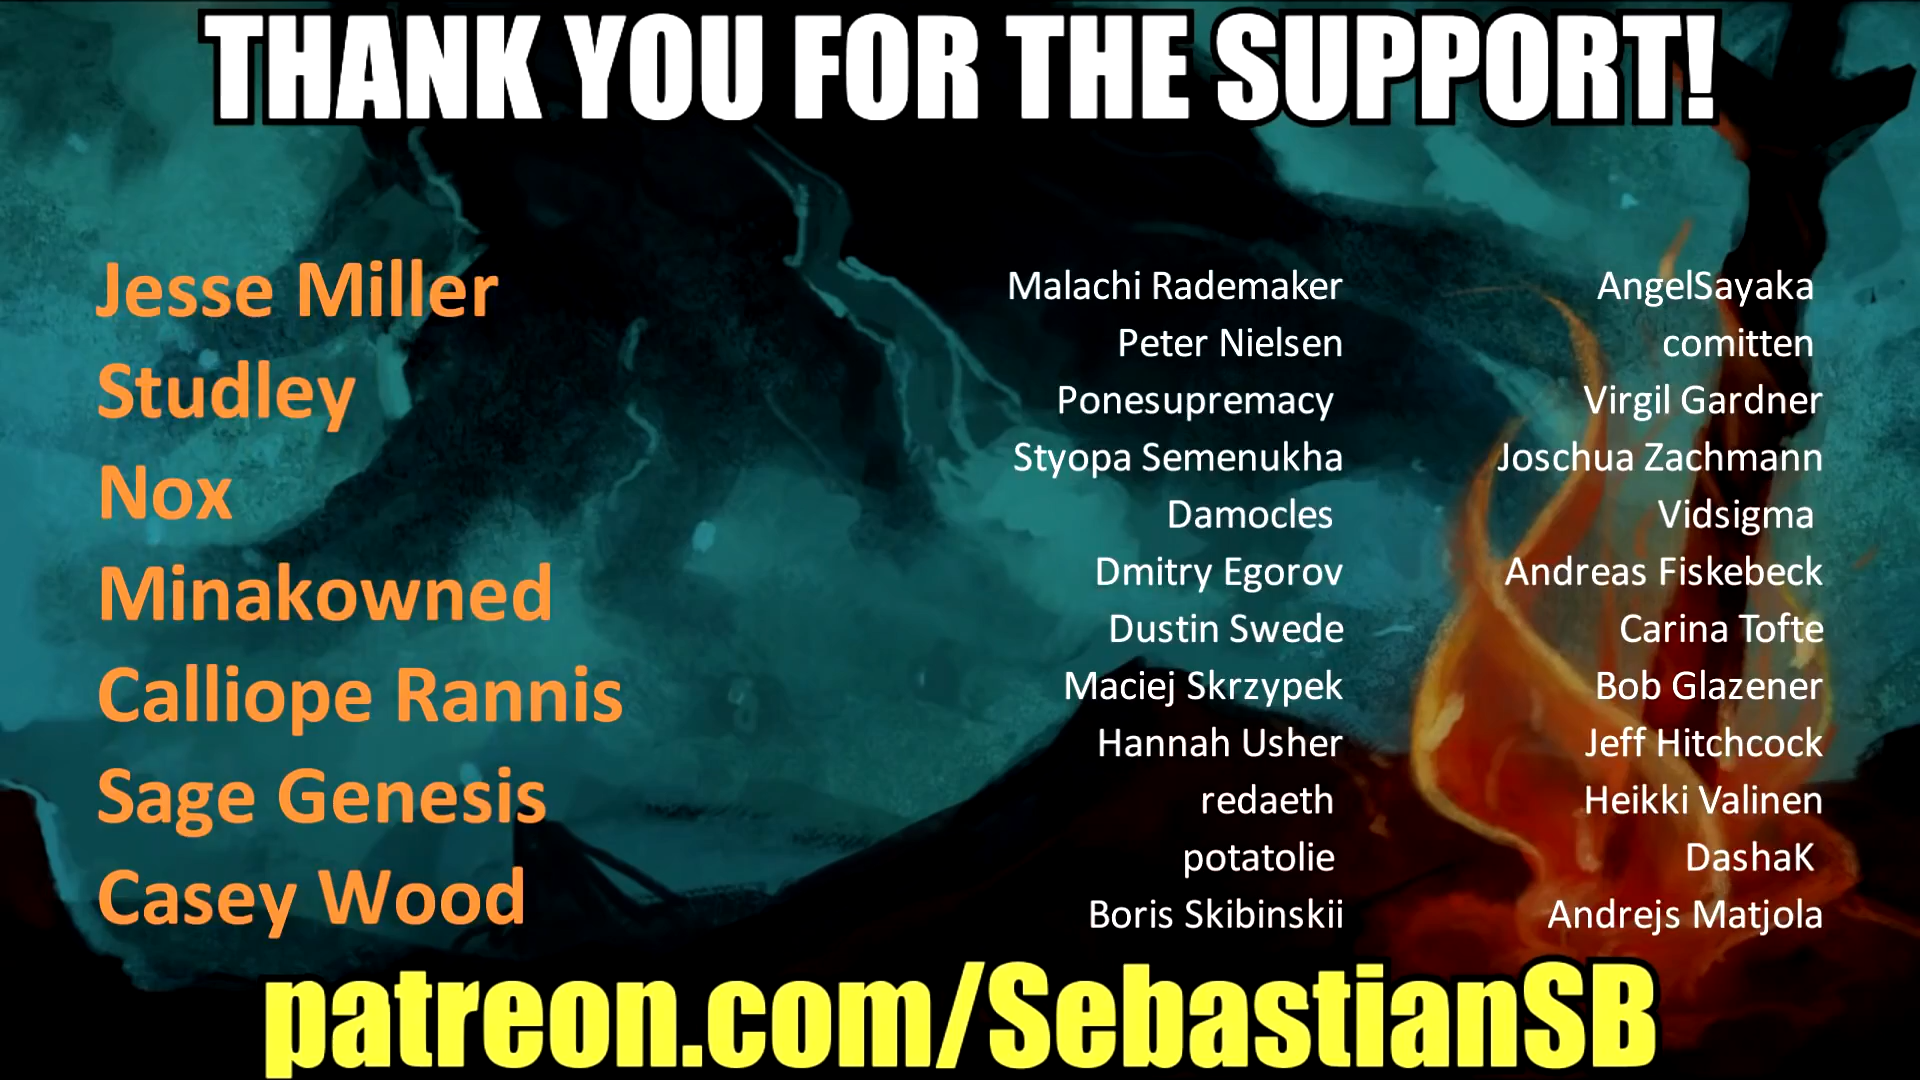 THANK YOU FOR THE SUPPORT!
Jesse Miller
Studley
Nox
Minakowned
Calliope Rannis
Sage Genesis
Casey Wood
Malachi Rademaker
Peter Nielsen
Ponesupremacy
Styopa Semenukha
Damocles
Dmitry Egorov
Dustin Swede
Maciej Skrzypek
Hannah Usher
redaeth
potatolie
Boris Skibinskii
AngelSayaka
comitten
Virgil Gardner
Joschua Zachmann
Vidsigma
Andreas Fiskebeck
Carina Tofte
Bob Glazener
Jeff Hitchcock
Heikki Valinen
DashaK
Andrejs Matjola
patreon.com/SebastianSB